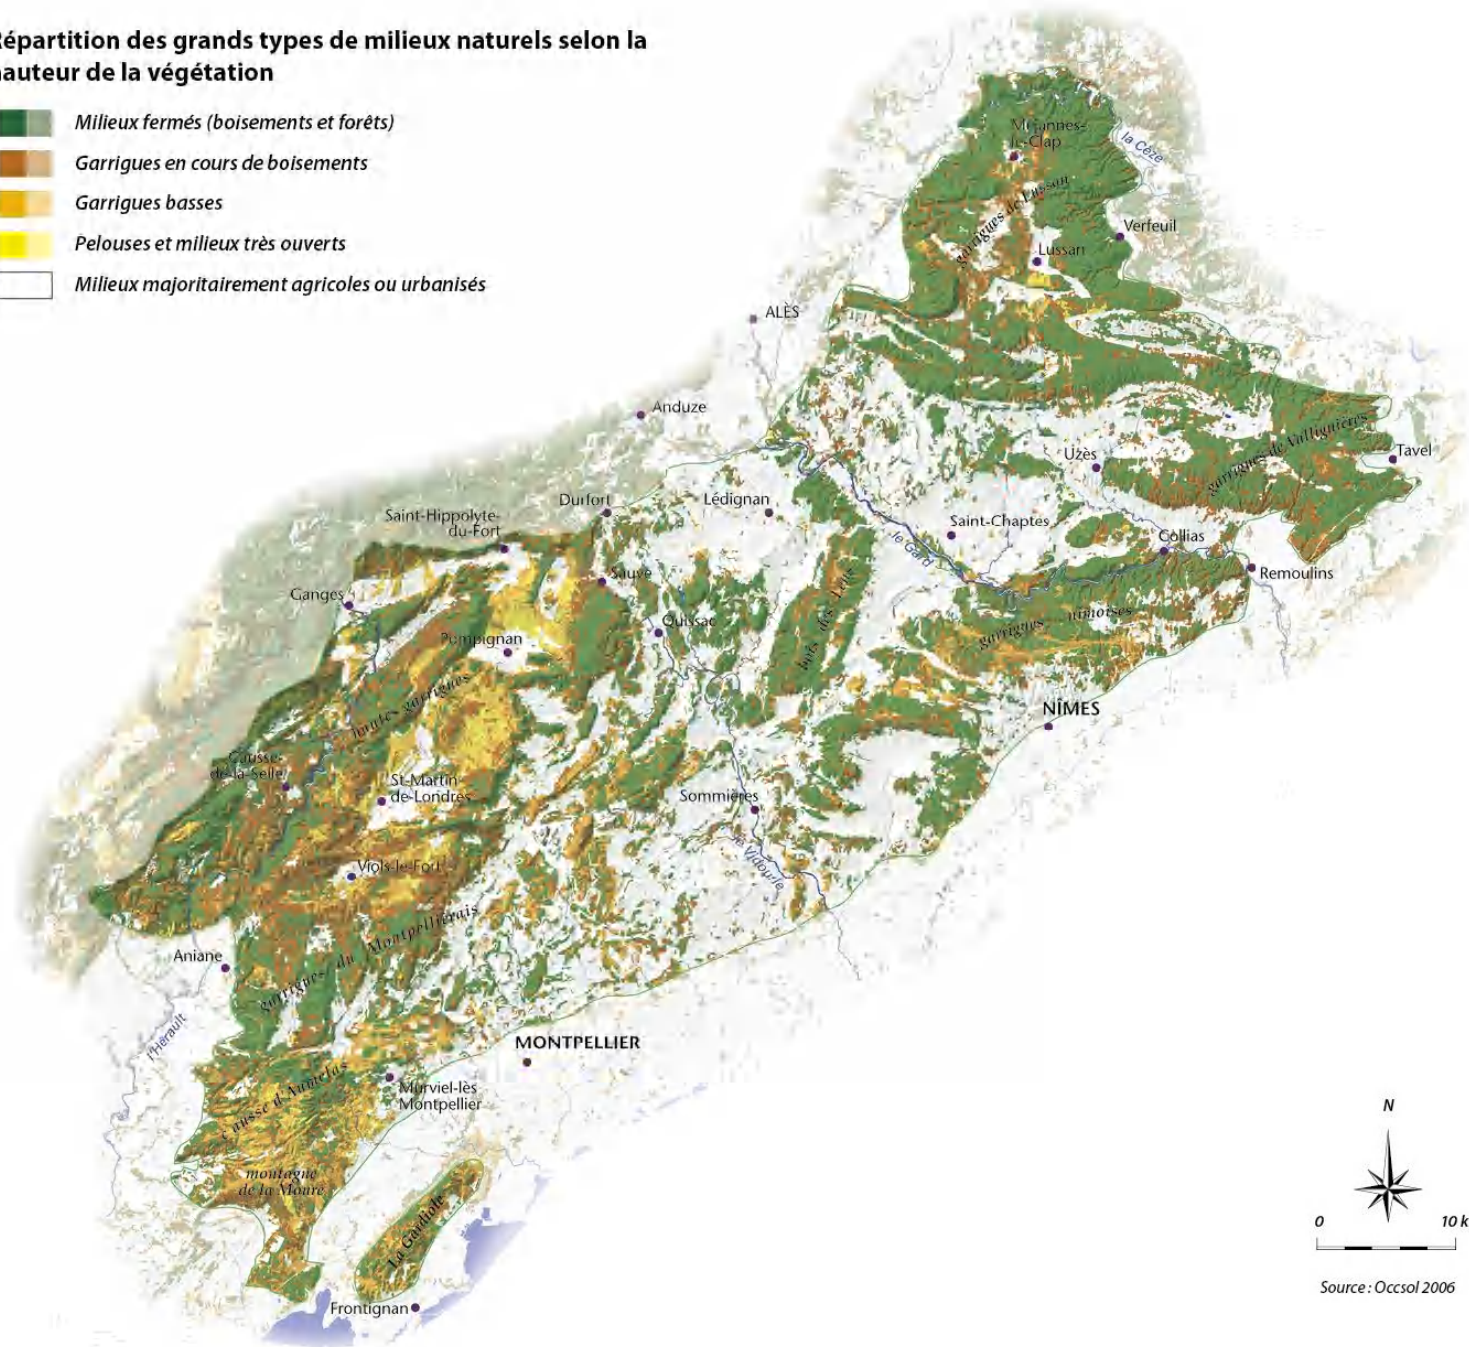 épartition des grands types de milieux naturels selon la
auteur de la végétation
Milieux fermés (boisements et forêts)
Garrigues en cours de boisements
Garrigues basses
Pelouses et milieux très ouverts
Milieux majoritairement agricoles ou urbanisés
Méjannes-
le-Clap
la Cèze
garrigues de Lussan
Verfeuil
Lussan
ALÈS
Anduze
garrigues de Valliguières
Uzès
Tavel
Durfort
Lédignan
Saint-Hippolyte-
du-Fort
Saint-Chaptes
le Gard
Collias
Sauve
Remoulins
Ganges
bois des Lens
garrigues nîmoises
Quissac
Pompignan
hautes garrigues
NÎMES
Causse-
de-la-Selle
St-Martin-
de-Londres
Sommières
le Vidourle
Viols-le-Fort
garrigues du Montpelliérais
Aniane
l'Hérault
MONTPELLIER
causse d'Aumelas
Murviel-lès
Montpellier
montagne
de la Moure
La Gardiole
Frontignan
N
0 10 k
Source : Occsol 2006